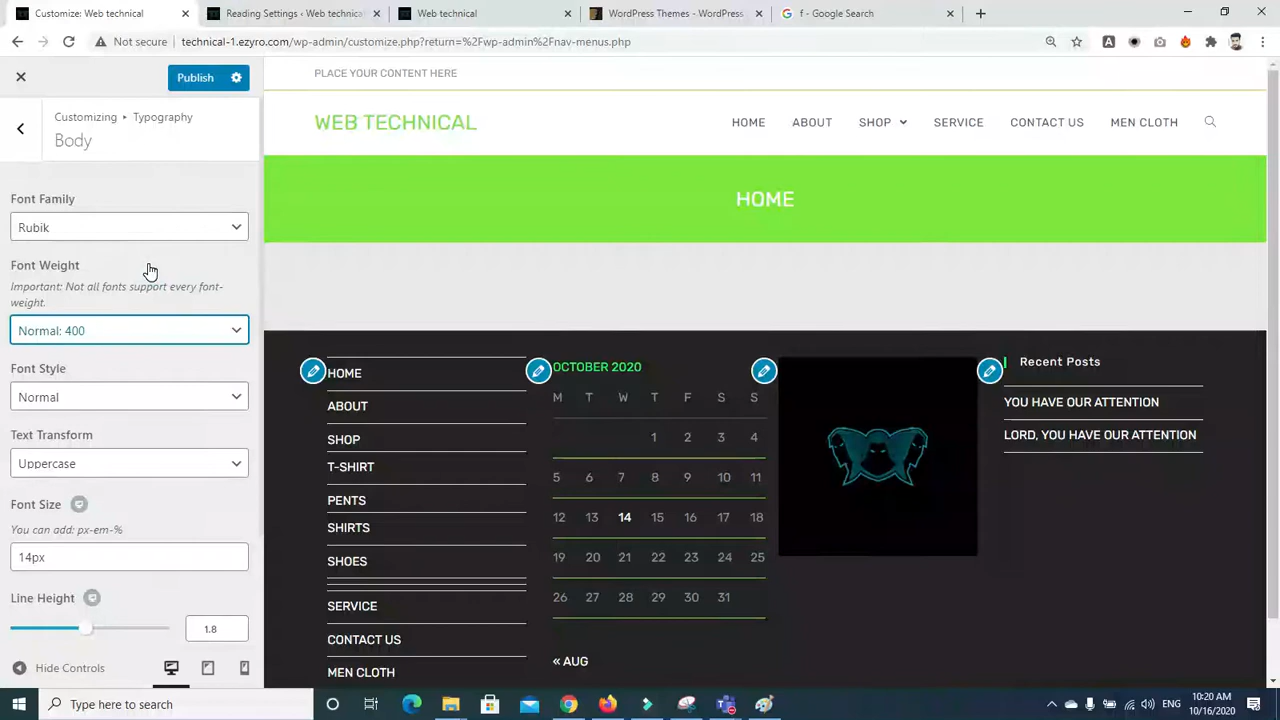 Customize: Web technical
Reading Settings ‹ Web technical
Web technical
WordPress Themes - WordPress
f - Google Search
Not secure
technical-1.ezyro.com/wp-admin/customize.php?return=%2Fwp-admin%2Fnav-menus.php
Publish
Customizing ▸ Typography
Body
Font Family
Rubik
Font Weight
Important: Not all fonts support every font-
weight.
Normal: 400
Font Style
Normal
Text Transform
Uppercase
Font Size
You can add: px-em-%
14px
Line Height
1.8
Hide Controls
PLACE YOUR CONTENT HERE
WEB TECHNICAL
HOME ABOUT SHOP SERVICE CONTACT US MEN CLOTH
HOME
HOME
ABOUT
SHOP
T-SHIRT
PENTS
SHIRTS
SHOES
SERVICE
CONTACT US
MEN CLOTH
OCTOBER 2020
M T W T F S S
1 2 3 4
5 6 7 8 9 10 11
12 13 14 15 16 17 18
19 20 21 22 23 24 25
26 27 28 29 30 31
« AUG
Recent Posts
YOU HAVE OUR ATTENTION
LORD, YOU HAVE OUR ATTENTION
Type here to search
ENG
10:20 AM
10/16/2020